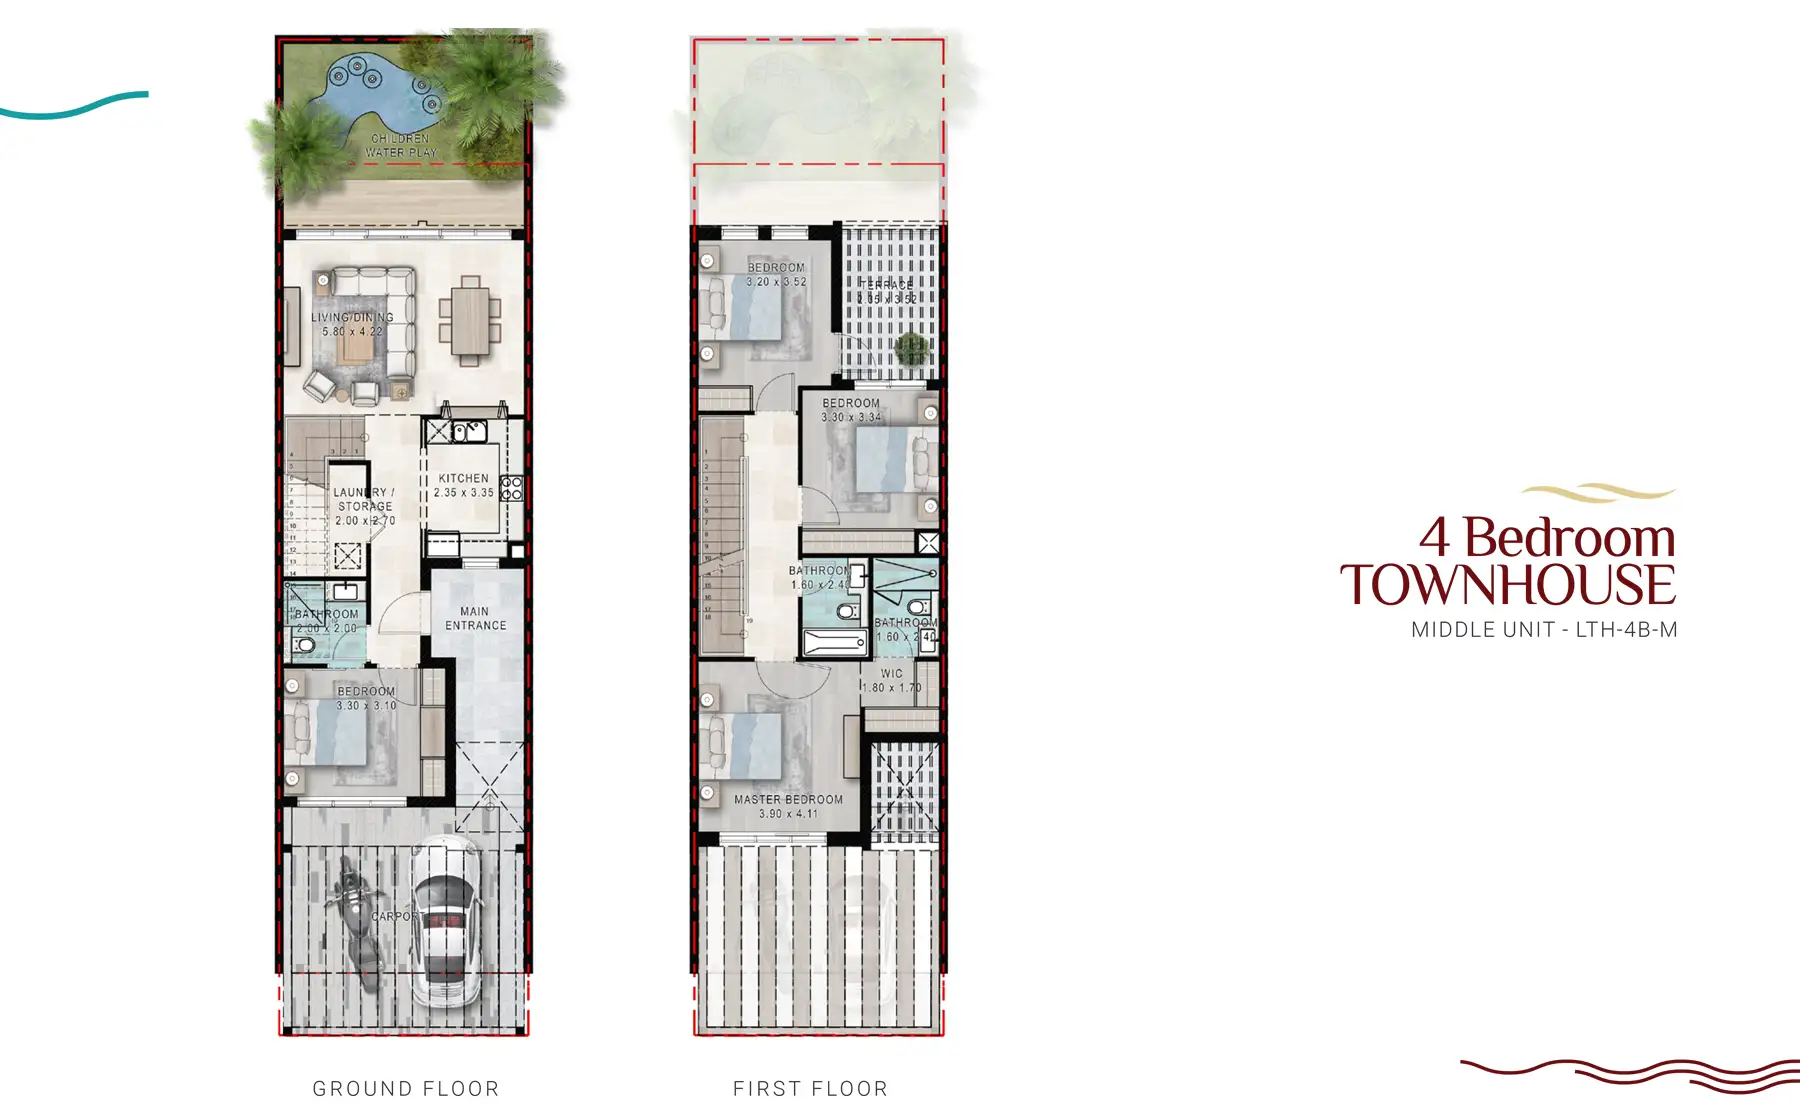 CHILDREN
WATER PLAY
LIVING/DINING
5.80 x 4.22
KITCHEN
2.35 x 3.35
LAUNDRY /
STORAGE
2.00 x 2.70
BATHROOM
2.00 x 2.00
MAIN
ENTRANCE
BEDROOM
3.30 x 3.10
CARPORT
GROUND FLOOR
BEDROOM
3.20 x 3.52
TERRACE
2.35 x 3.52
BEDROOM
3.30 x 3.34
BATHROOM
1.60 x 2.40
BATHROOM
1.60 x 2.40
WIC
1.80 x 1.70
MASTER BEDROOM
3.90 x 4.11
FIRST FLOOR
4 Bedroom
TOWNHOUSE
MIDDLE UNIT - LTH-4B-M